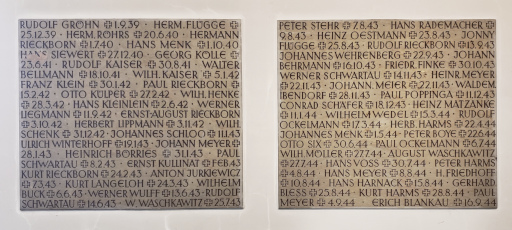 RUDOLF GRÖHN ✠ 1.9.39 · HERM. FLÜGGE ✠
25.12.39 · HERM. RÖHRS ✠ 20.6.40 · HERMANN
RIECKBORN ✠ 1.7.40 · HANS MENK ✠ 1.10.40
HANS SIEWERT ✠ 27.12.40 · GEORG KOLLE ✠
23.6.41 · RUDOLF KAISER ✠ 30.8.41 · WALTER
BELLMANN ✠ 18.10.41 · WILH. KAISER ✠ 5.1.42
FRANZ KLEIN ✠ 30.1.42 · PAUL RIECKBORN ✠
15.2.42 · OTTO KÜLPER ✠ 27.2.42 · WILH. HENKE
✠ 28.3.42 · HANS KLEINLEIN ✠ 2.6.42 · WERNER
IJEGMANN ✠ 11.9.42 · ERNST-AUGUST RIECKBORN
✠ 3.10.42 · HERBERT LIPPMANN ✠ 3.11.42 · WILH.
SCHENK ✠ 31.12.42 · JOHANNES SCHLOO ✠ 11.1.43
ULRICH WINTERHOFF ✠ 19.1.43 · JOHANN MEYER ✠
28.1.43 · HEINRICH BORRIES ✠ 31.1.43 · PAUL
SCHWARTAU ✠ 8.2.43 · ERNST KULLINAT ✠ FEB.43
KURT RIECKBORN ✠ 24.2.43 · ANTON JURKIEWICZ
✠ 7.3.43 · KURT LANGELOH ✠ 24.3.43 · WILHELM
BUCK ✠ 6.6.43 · WERNER WULFF ✠ 13.6.43 · RUDOLF
SCHWARTAU ✠ 14.6.43 · W. WASCHKAWITZ ✠ 25.7.43
PETER STEHR ✠ 7.8.43 · HANS RADEMACHER ✠
9.8.43 · HEINZ OESTMANN ✠ 23.8.43 · JONNY
FLÜGGE ✠ 25.8.43 · RUDOLF RIECKBORN ✠ 13.9.43
JOHANNES WEHRENBERG ✠ 22.9.43 · JOHANN
BEHRMANN ✠ 16.10.43 · FRIEDR. FINKE ✠ 30.10.43
WERNER SCHWARTAU ✠ 14.11.43 · HEINR. MEYER
✠ 22.11.43 · JOHANN MEIER ✠ 22.11.43 · WALDEM.
IBENDORF ✠ 28.11.43 · PAUL POPPINGA ✠ 11.12.43
CONRAD SCHÄFER ✠ 18.12.43 · HEINZ MATZANKE
✠ 11.1.44 · WILHELM WEDEL ✠ 15.3.44 · RUDOLF
OCKELMANN ✠ 17.3.44 · HERB. HARMS ✠ 22.4.44
JOHANNES MENK ✠ 1.5.44 · PETER BOYE ✠ 22.6.44
OTTO SIX ✠ 30.6.44 · PAUL OCKELMANN ✠ 6.7.44
WILH. MÖLLER ✠ 27.7.44 · AUGUST WASCHKAWITZ
✠ 27.7.44 · HANS VOSS ✠ 30.7.44 · PETER HARMS
✠ 4.8.44 · HANS MEYER ✠ 8.8.44 · H. FRIEDHOFF
✠ 10.8.44 · HANS HARNACK ✠ 15.8.44 · GERHARD
BLESS ✠ 25.8.44 · KURT HARMS ✠ 28.8.44 · PAUL
MEYER ✠ 4.9.44 · ERICH BLANKAU ✠ 16.9.44